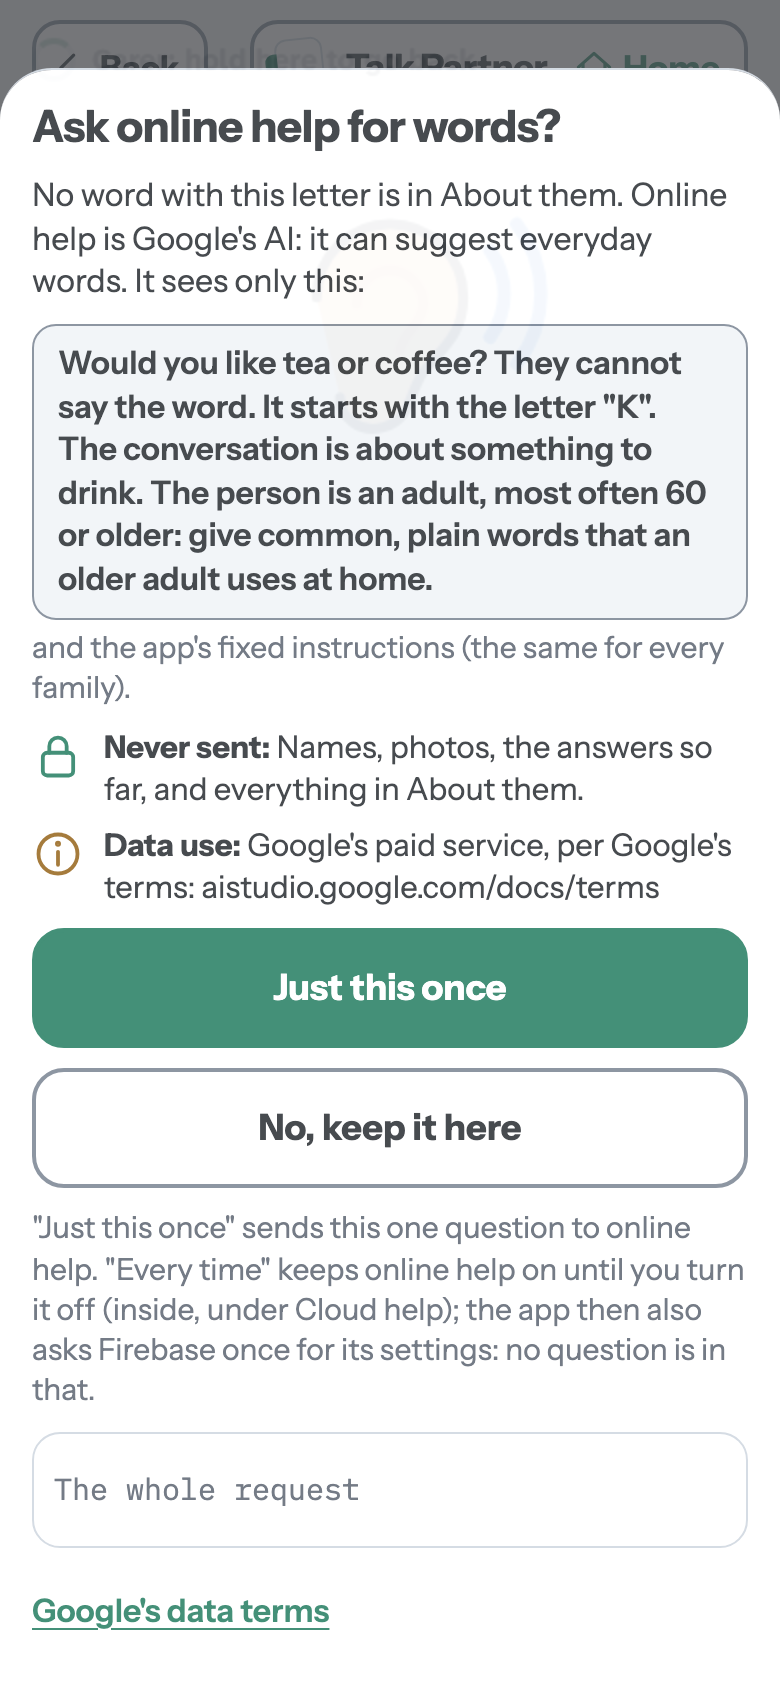 Back
Talk Partner
Home
Ask online help for words?
No word with this letter is in About them. Online
help is Google's AI: it can suggest everyday
words. It sees only this:
Would you like tea or coffee? They cannot
say the word. It starts with the letter "K".
The conversation is about something to
drink. The person is an adult, most often 60
or older: give common, plain words that an
older adult uses at home.
and the app's fixed instructions (the same for every
family).
Never sent: Names, photos, the answers so
far, and everything in About them.
Data use: Google's paid service, per Google's
terms: aistudio.google.com/docs/terms
Just this once
No, keep it here
"Just this once" sends this one question to online
help. "Every time" keeps online help on until you turn
it off (inside, under Cloud help); the app then also
asks Firebase once for its settings: no question is in
that.
The whole request
Google's data terms